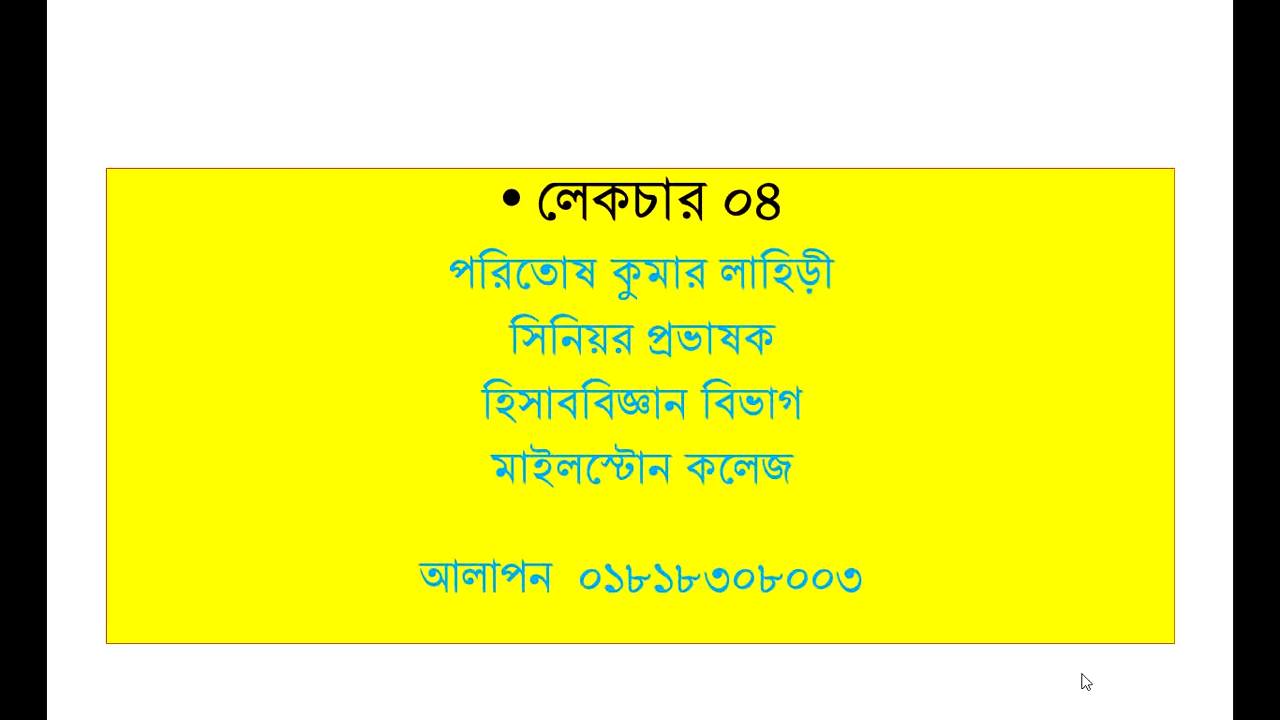 • লেকচার ০৪
পরিতোষ কুমার লাহিড়ী
সিনিয়র প্রভাষক
হিসাববিজ্ঞান বিভাগ
মাইলস্টোন কলেজ
আলাপন ০১৮১৮৩০৮০০৩